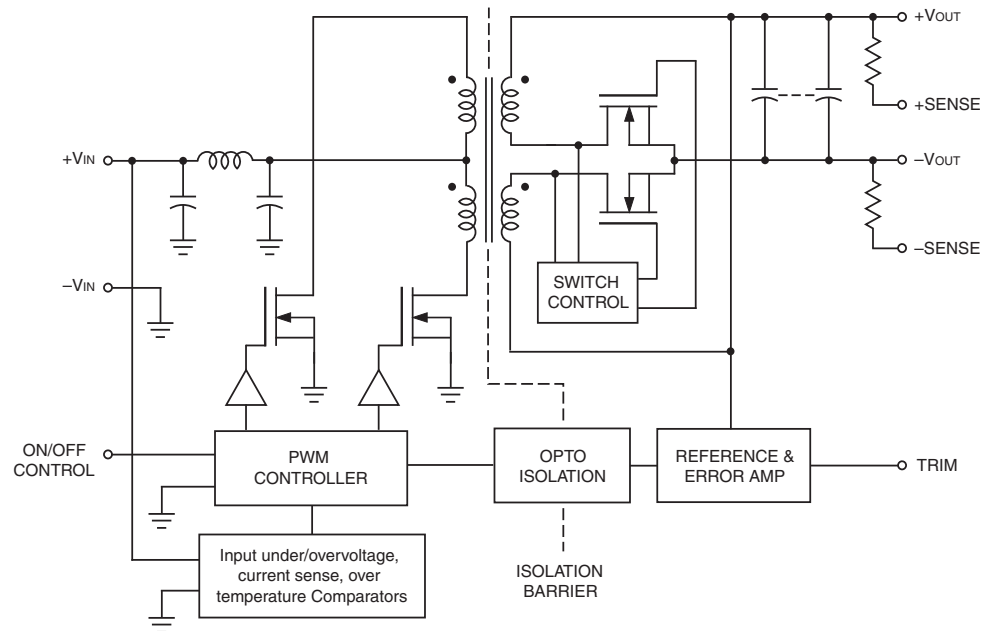 +VOUT
+SENSE
+VIN
–VOUT
–SENSE
–VIN
SWITCH
CONTROL
ON/OFF
CONTROL
PWM
CONTROLLER
OPTO
ISOLATION
REFERENCE &
ERROR AMP
TRIM
Input under/overvoltage,
current sense, over
temperature Comparators
ISOLATION
BARRIER